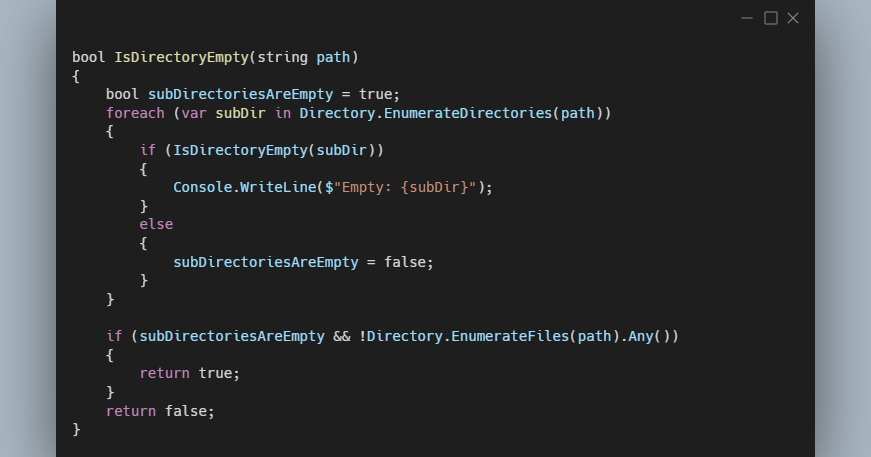 bool IsDirectoryEmpty(string path)
{
    bool subDirectoriesAreEmpty = true;
    foreach (var subDir in Directory.EnumerateDirectories(path))
    {
        if (IsDirectoryEmpty(subDir))
        {
            Console.WriteLine($"Empty: {subDir}");
        }
        else
        {
            subDirectoriesAreEmpty = false;
        }
    }

    if (subDirectoriesAreEmpty && !Directory.EnumerateFiles(path).Any())
    {
        return true;
    }
    return false;
}